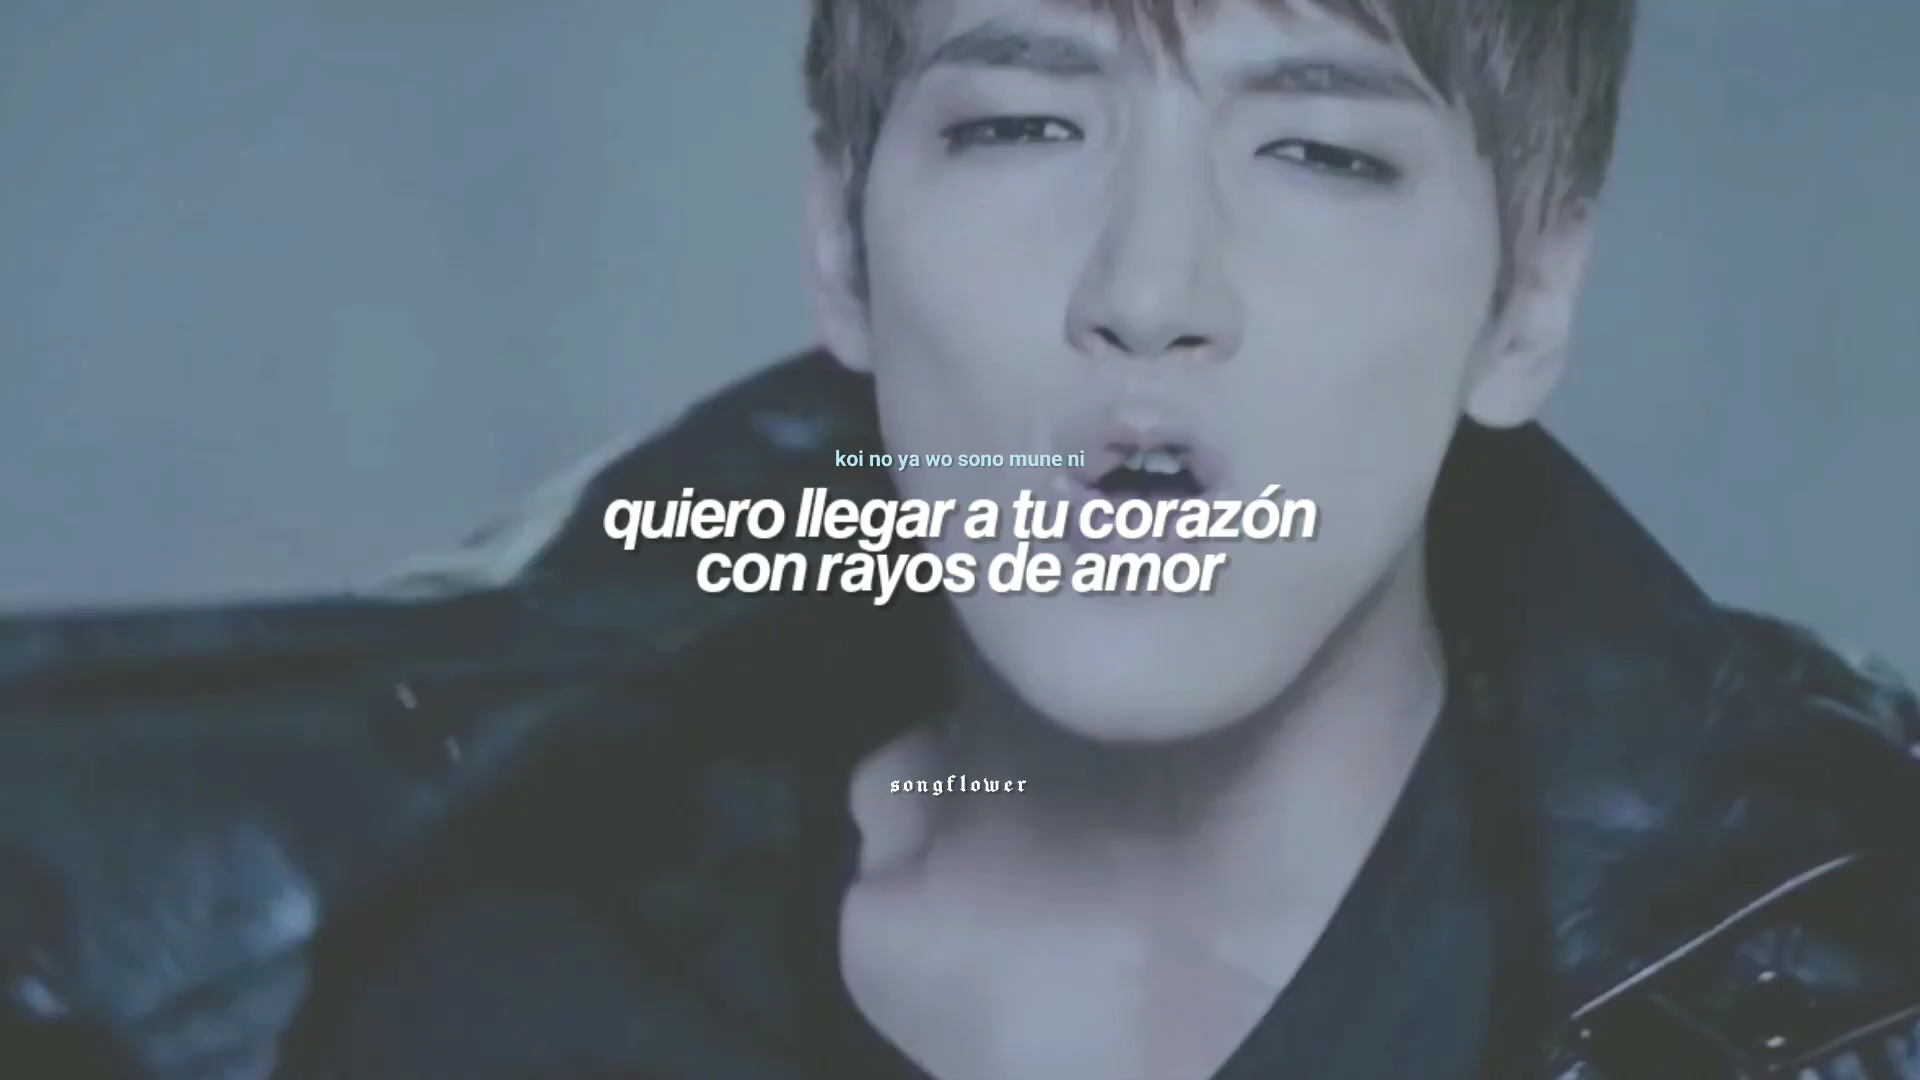 koi no ya wo sono mune ni
quiero llegar a tu corazón
con rayos de amor
songflower